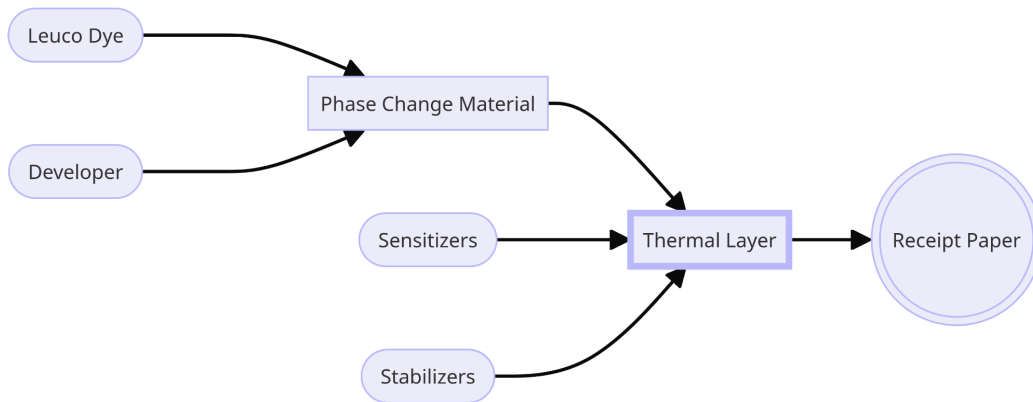 Leuco Dye
Phase Change Material
Developer
Sensitizers
Thermal Layer
Receipt Paper
Stabilizers